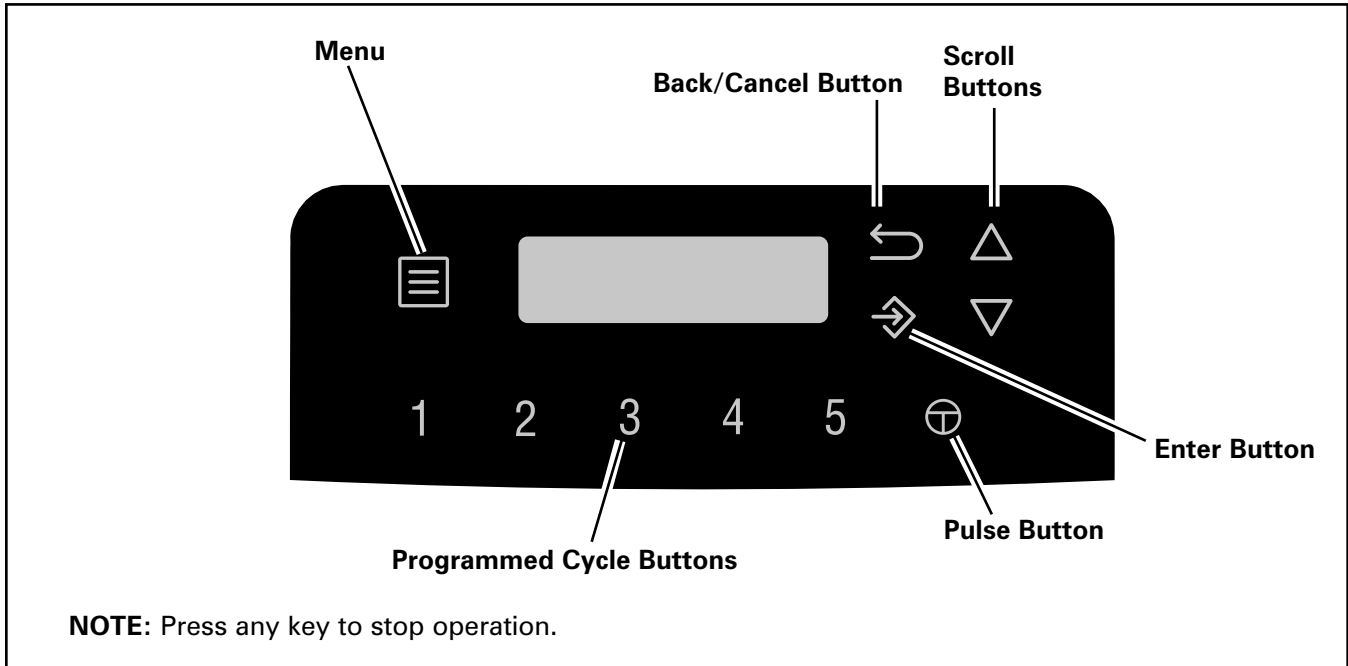 Menu
Back/Cancel Button
Scroll
Buttons
1 2 3 4 5
Enter Button
Pulse Button
Programmed Cycle Buttons
NOTE: Press any key to stop operation.